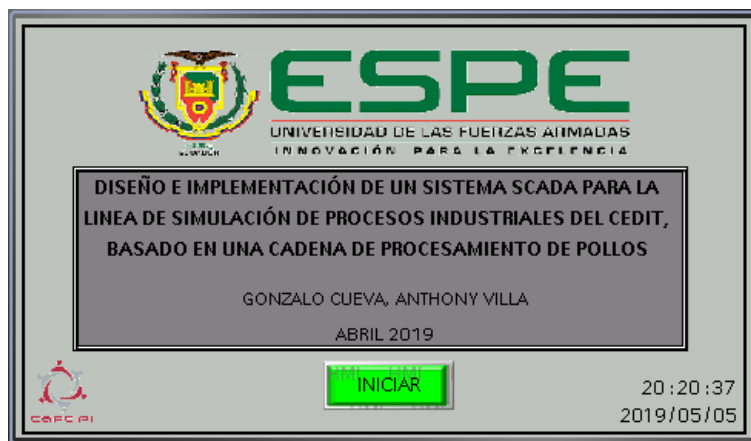 ESPE
UNIVERSIDAD DE LAS FUERZAS ARMADAS
INNOVACIÓN PARA LA EXCELENCIA
ECUADOR
DISEÑO E IMPLEMENTACIÓN DE UN SISTEMA SCADA PARA LA
LINEA DE SIMULACIÓN DE PROCESOS INDUSTRIALES DEL CEDIT,
BASADO EN UNA CADENA DE PROCESAMIENTO DE POLLOS
GONZALO CUEVA, ANTHONY VILLA
ABRIL 2019
INICIAR
20:20:37
2019/05/05